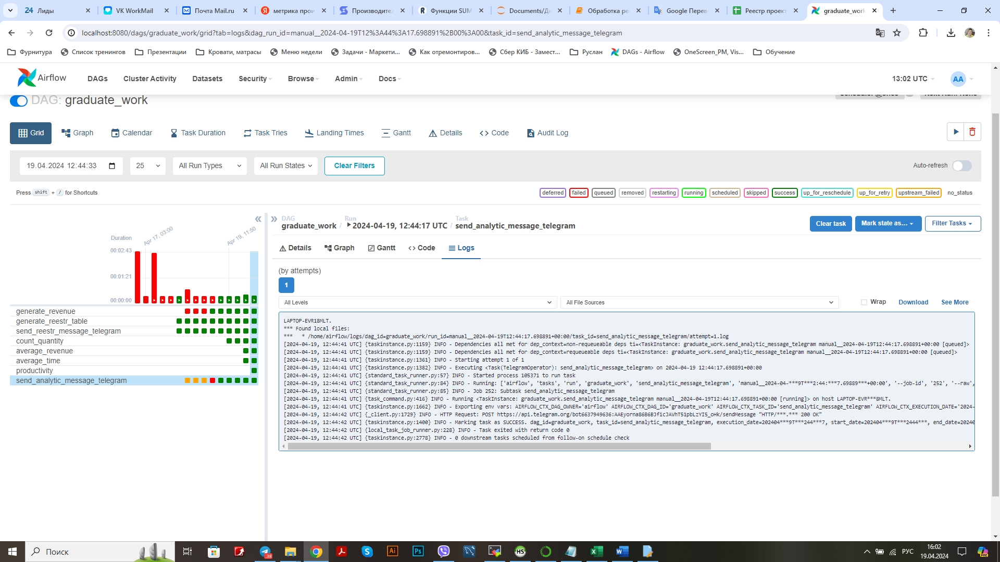 24 Лиды
VK WorkMail
Почта Mail.ru
метрика прои
Производител
Функции SUM
Documents/Ди
Обработка ре
Google Перев
Реестр проект
graduate_work
localhost:8080/dags/graduate_work/grid?tab=logs&dag_run_id=manual__2024-04-19T12%3A44%3A17.698891%2B00%3A00&task_id=send_analytic_message_telegram
Фурнитура
Список тренингов
Презентации
Кровати, матрасы
Меню недели
Задачи - Маркети...
Как отремонтиров...
Сбер КИБ - Замест...
Руслан
DAGs - Airflow
OneScreen_PM, Vis...
Обучение
Airflow
DAGs
Cluster Activity
Datasets
Security
Browse
Admin
Docs
13:02 UTC
AA
DAG: graduate_work
Schedule: @once
Next Run: None
Grid
Graph
Calendar
Task Duration
Task Tries
Landing Times
Gantt
Details
Code
Audit Log
19.04.2024 12:44:33
25
All Run Types
All Run States
Clear Filters
Auto-refresh
Press shift + / for Shortcuts
deferred failed queued removed restarting running scheduled skipped success up_for_reschedule up_for_retry upstream_failed no_status
DAG
graduate_work /
Run
2024-04-19, 12:44:17 UTC /
Task
send_analytic_message_telegram
Clear task
Mark state as...
Filter Tasks
Apr 17, 03:00
Apr 19, 11:50
Duration
00:02:43
00:01:21
00:00:00
generate_revenue
generate_reestr_table
send_reestr_message_telegram
count_quantity
average_revenue
average_time
productivity
send_analytic_message_telegram
Details
Graph
Gantt
Code
Logs
(by attempts)
1
All Levels
All File Sources
Wrap
Download
See More
LAPTOP-EVR18MLT.
*** Found local files:
***   * /home/airflow/logs/dag_id=graduate_work/run_id=manual__2024-04-19T12:44:17.698891+00:00/task_id=send_analytic_message_telegram/attempt=1.log
[2024-04-19, 12:44:41 UTC] {taskinstance.py:1159} INFO - Dependencies all met for dep_context=non-requeueable deps ti=<TaskInstance: graduate_work.send_analytic_message_telegram manual__2024-04-19T12:44:17.698891+00:00 [queued]>
[2024-04-19, 12:44:41 UTC] {taskinstance.py:1159} INFO - Dependencies all met for dep_context=requeueable deps ti=<TaskInstance: graduate_work.send_analytic_message_telegram manual__2024-04-19T12:44:17.698891+00:00 [queued]>
[2024-04-19, 12:44:41 UTC] {taskinstance.py:1361} INFO - Starting attempt 1 of 1
[2024-04-19, 12:44:41 UTC] {taskinstance.py:1382} INFO - Executing <Task(TelegramOperator): send_analytic_message_telegram> on 2024-04-19 12:44:17.698891+00:00
[2024-04-19, 12:44:41 UTC] {standard_task_runner.py:57} INFO - Started process 105371 to run task
[2024-04-19, 12:44:41 UTC] {standard_task_runner.py:84} INFO - Running: ['airflow', 'tasks', 'run', 'graduate_work', 'send_analytic_message_telegram', 'manual__2024-04-***9T***2:44:***7.69889***+00:00', '--job-id', '252', '--raw',
[2024-04-19, 12:44:41 UTC] {standard_task_runner.py:85} INFO - Job 252: Subtask send_analytic_message_telegram
[2024-04-19, 12:44:41 UTC] {task_command.py:416} INFO - Running <TaskInstance: graduate_work.send_analytic_message_telegram manual__2024-04-19T12:44:17.698891+00:00 [running]> on host LAPTOP-EVR***8MLT.
[2024-04-19, 12:44:41 UTC] {taskinstance.py:1662} INFO - Exporting env vars: AIRFLOW_CTX_DAG_OWNER='airflow' AIRFLOW_CTX_DAG_ID='graduate_work' AIRFLOW_CTX_TASK_ID='send_analytic_message_telegram' AIRFLOW_CTX_EXECUTION_DATE='2024-
[2024-04-19, 12:44:42 UTC] {_client.py:1729} INFO - HTTP Request: POST https://api.telegram.org/bot6637949636:AAEyorna86B6BJficJAVhT51pbLzYI5_oHk/sendMessage "HTTP/***.*** 200 OK"
[2024-04-19, 12:44:42 UTC] {taskinstance.py:1400} INFO - Marking task as SUCCESS. dag_id=graduate_work, task_id=send_analytic_message_telegram, execution_date=202404***9T***244***7, start_date=202404***9T***2444***, end_date=20240
[2024-04-19, 12:44:42 UTC] {local_task_job_runner.py:228} INFO - Task exited with return code 0
[2024-04-19, 12:44:42 UTC] {taskinstance.py:2778} INFO - 0 downstream tasks scheduled from follow-on schedule check
Поиск
.38
Ai
Ps
HS
РУС
16:02
19.04.2024
PRE